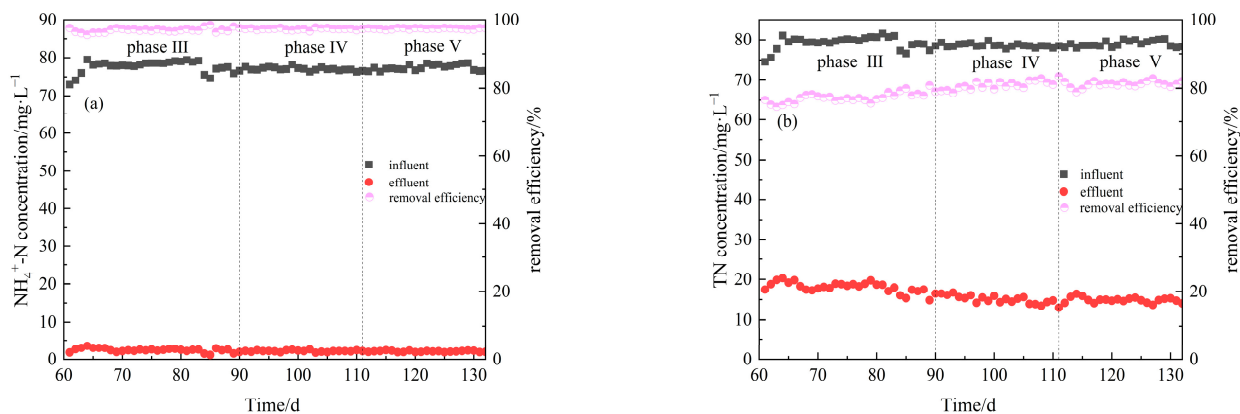 90
80
70
60
50
40
30
20
10
0
NH₄⁺-N concentration/mg·L⁻¹
phase III
phase IV
phase V
(a)
influent
effluent
removal efficiency
100
80
60
40
20
0
removal efficiency/%
60
70
80
90
100
110
120
130
Time/d
80
70
60
50
40
30
20
10
0
TN concentration/mg·L⁻¹
phase III
phase IV
phase V
(b)
influent
effluent
removal efficiency
100
80
60
40
20
0
removal efficiency/%
60
70
80
90
100
110
120
130
Time/d